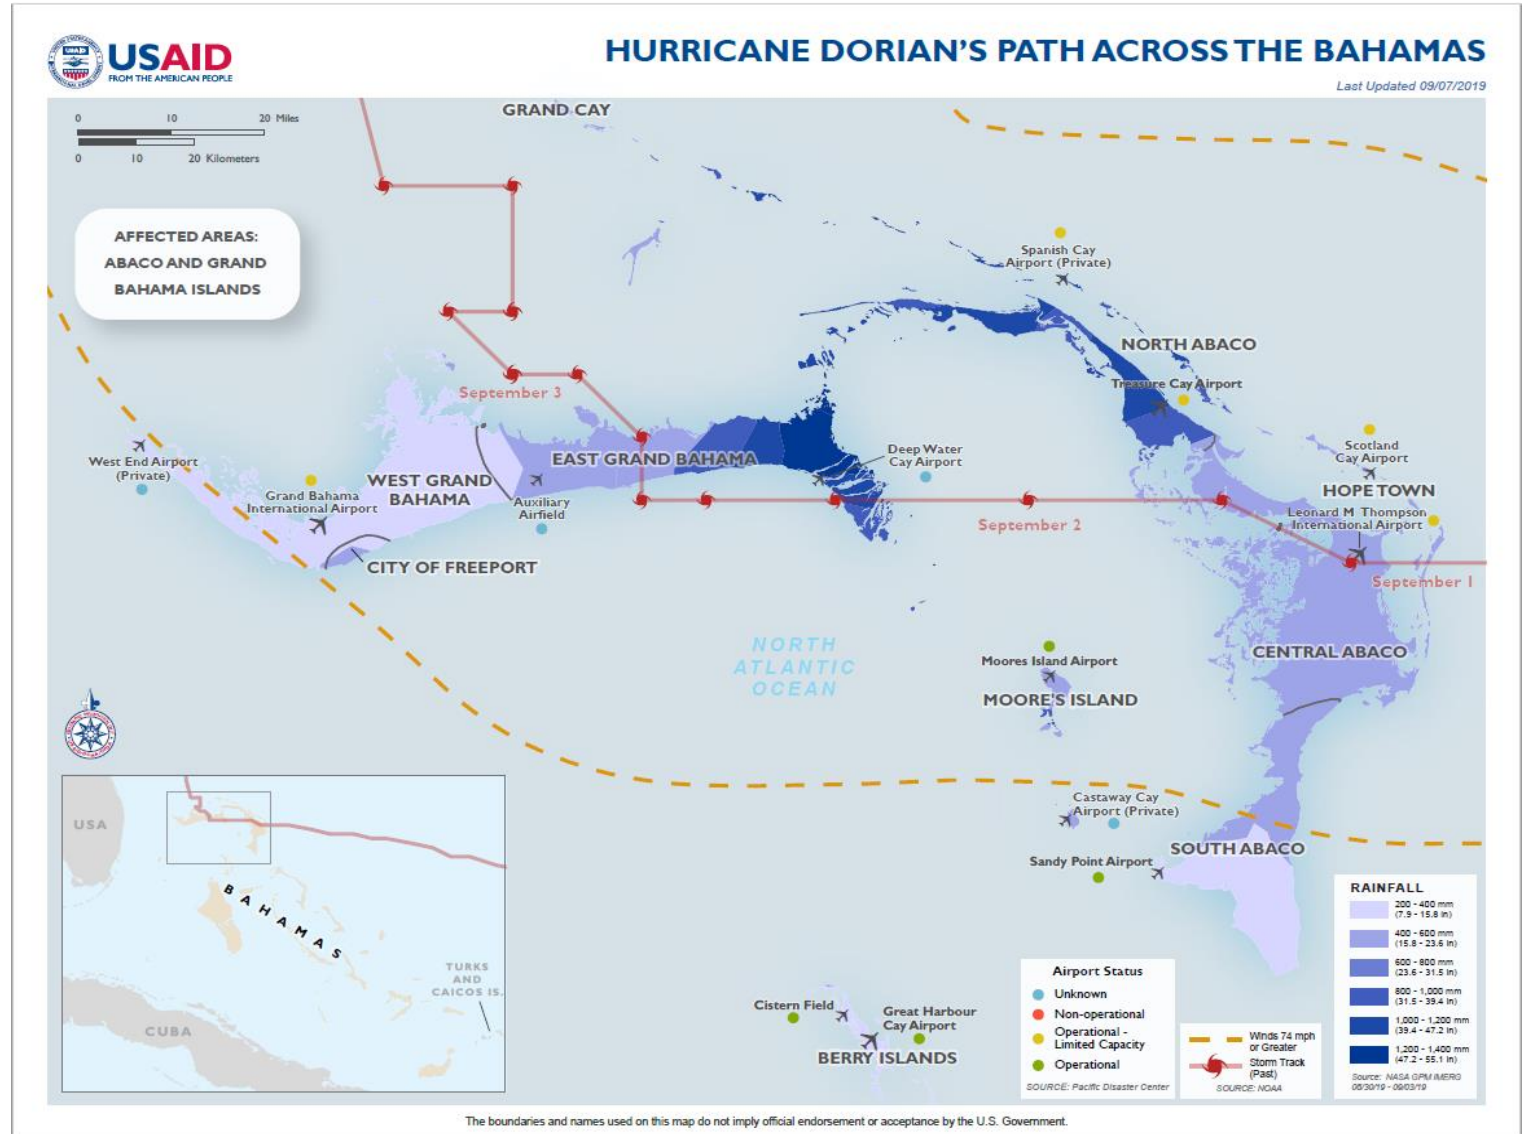 USAID
FROM THE AMERICAN PEOPLE
HURRICANE DORIAN'S PATH ACROSS THE BAHAMAS
Last Updated 09/07/2019
0 10 20 Miles
0 10 20 Kilometers
AFFECTED AREAS:
ABACO AND GRAND
BAHAMA ISLANDS
GRAND CAY
Spanish Cay
Airport (Private)
NORTH ABACO
Treasure Cay Airport
September 3
West End Airport
(Private)
Grand Bahama
International Airport
WEST GRAND
BAHAMA
EAST GRAND BAHAMA
Auxiliary
Airfield
Deep Water
Cay Airport
Scotland
Cay Airport
HOPE TOWN
Leonard M Thompson
International Airport
September 2
September 1
CITY OF FREEPORT
NORTH
ATLANTIC
OCEAN
Moores Island Airport
MOORE'S ISLAND
CENTRAL ABACO
Castaway Cay
Airport (Private)
SOUTH ABACO
Sandy Point Airport
Cistern Field
Great Harbour
Cay Airport
BERRY ISLANDS
USA
BAHAMAS
TURKS
AND
CAICOS IS.
CUBA
Airport Status
Unknown
Non-operational
Operational -
Limited Capacity
Operational
SOURCE: Pacific Disaster Center
Winds 74 mph
or Greater
Storm Track
(Past)
SOURCE: NOAA
RAINFALL
200 - 400 mm
(7.9 - 15.8 in)
400 - 600 mm
(15.8 - 23.6 in)
600 - 800 mm
(23.6 - 31.5 in)
800 - 1,000 mm
(31.5 - 39.4 in)
1,000 - 1,200 mm
(39.4 - 47.2 in)
1,200 - 1,400 mm
(47.2 - 55.1 in)
Source: NASA GPM IMERG
08/30/19 - 09/03/19
The boundaries and names used on this map do not imply official endorsement or acceptance by the U.S. Government.